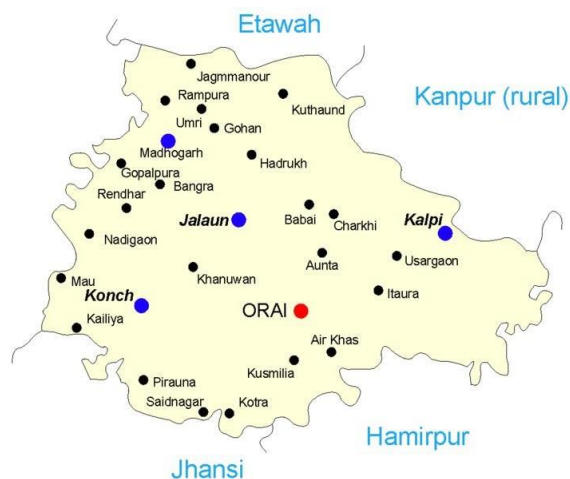 Etawah
Jagmmanour
Rampura
Kuthaund
Kanpur (rural)
Umri
Gohan
Madhogarh
Hadrukh
Gopalpura
Bangra
Rendhar
Jalaun
Babai
Charkhi
Kalpi
Nadigaon
Aunta
Usargaon
Khanuwan
Mau
Konch
Itaura
ORAI
Kailiya
Air Khas
Kusmilia
Pirauna
Saidnagar
Kotra
Hamirpur
Jhansi